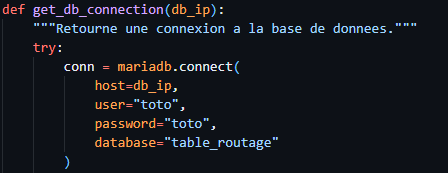 def get_db_connection(db_ip):
    """Retourne une connexion a la base de donnees."""
    try:
        conn = mariadb.connect(
            host=db_ip,
            user="toto",
            password="toto",
            database="table_routage"
        )